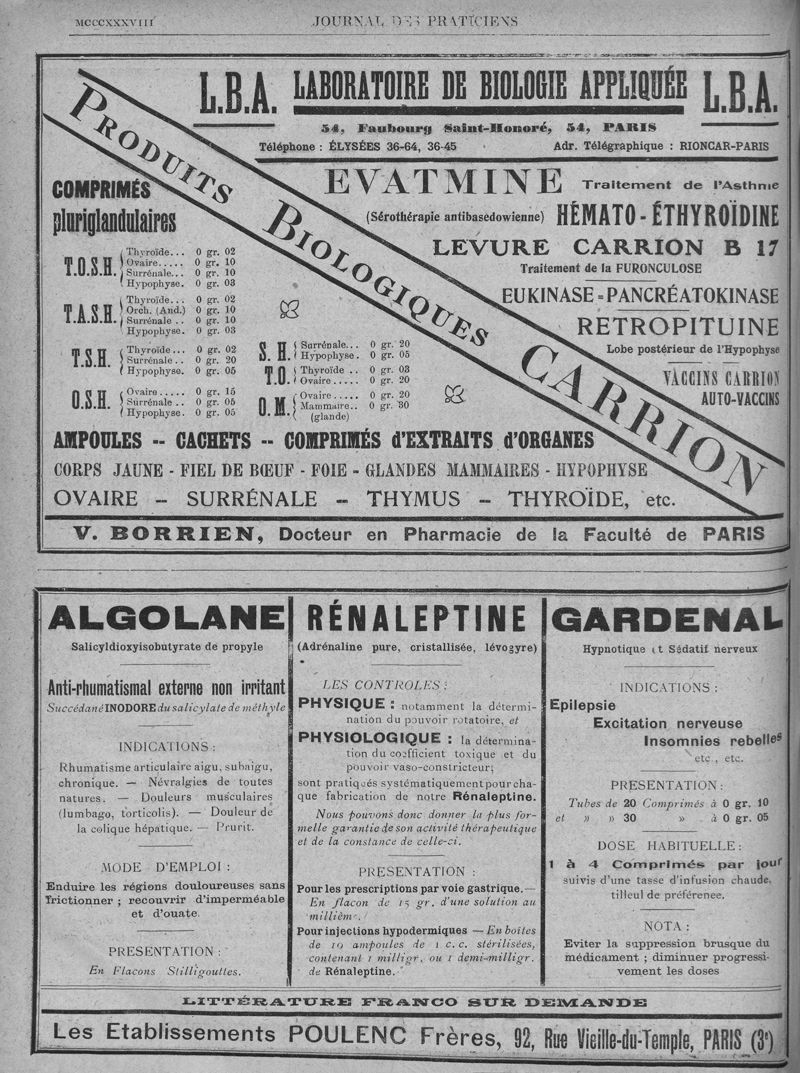 MCCCXXXVIII
JOURNAL DES PRATICIENS
L.B.A. LABORATOIRE DE BIOLOGIE APPLIQUÉE L.B.A.
54, Faubourg Saint-Honoré, 54, PARIS
Téléphone : ÉLYSÉES 36-64, 36-45 Adr. Télégraphique : RIONCAR-PARIS
PRODUITS BIOLOGIQUES CARRION
EVATMINE Traitement de l'Asthme
(Sérothérapie antibasedowienne) HÉMATO-ÉTHYROÏDINE
LEVURE CARRION B 17
Traitement de la FURONCULOSE
EUKINASE=PANCRÉATOKINASE
RETROPITUINE
Lobe postérieur de l'Hypophyse
VACCINS CARRION
AUTO-VACCINS
COMPRIMÉS
pluriglandulaires
T.O.S.H.
Thyroïde... 0 gr. 02
Ovaire..... 0 gr. 10
Surrénale... 0 gr. 10
Hypophyse. 0 gr. 03
T.A.S.H.
Thyroïde... 0 gr. 02
Orch. (And.) 0 gr. 10
Surrénale .. 0 gr. 10
Hypophyse. 0 gr. 03
T.S.H.
Thyroïde... 0 gr. 02
Surrénale .. 0 gr. 20
Hypophyse. 0 gr. 05
O.S.H.
Ovaire..... 0 gr. 15
Surrénale .. 0 gr. 05
Hypophyse. 0 gr. 05
S.H.
Surrénale... 0 gr. 20
Hypophyse. 0 gr. 05
T.O.
Thyroïde .. 0 gr. 03
Ovaire..... 0 gr. 20
O.M.
Ovaire..... 0 gr. 20
Mammaire.. 0 gr. 30
(glande)
AMPOULES -- CACHETS -- COMPRIMÉS d'EXTRAITS d'ORGANES
CORPS JAUNE - FIEL DE BŒUF - FOIE - GLANDES MAMMAIRES - HYPOPHYSE
OVAIRE — SURRÉNALE — THYMUS — THYROÏDE, etc.
V. BORRIEN, Docteur en Pharmacie de la Faculté de PARIS
ALGOLANE
Salicyldioxyisobutyrate de propyle
Anti-rhumatismal externe non irritant
Succédané INODORE du salicylate de méthyle
INDICATIONS :
Rhumatisme articulaire aigu, subaigu,
chronique. — Névralgies de toutes
natures. — Douleurs musculaires
(lumbago, torticolis). — Douleur de
la colique hépatique. — Prurit.
MODE D'EMPLOI :
Enduire les régions douloureuses sans
frictionner ; recouvrir d'imperméable
et d'ouate.
PRESENTATION :
En Flacons Stilligouttes.
RÉNALEPTINE
(Adrénaline pure, cristallisée, lévogyre)
LES CONTROLES :
PHYSIQUE : notamment la détermi-
nation du pouvoir rotatoire, et
PHYSIOLOGIQUE : la détermina-
tion du coefficient toxique et du
pouvoir vaso-constricteur;
sont pratiqués systématiquement pour cha-
que fabrication de notre Rénaleptine.
Nous pouvons donc donner la plus for-
melle garantie de son activité thérapeutique
et de la constance de celle-ci.
PRESENTATION :
Pour les prescriptions par voie gastrique.—
En flacon de 15 gr. d'une solution au
millième.
Pour injections hypodermiques — En boites
de 10 ampoules de 1 c. c. stérilisées,
contenant 1 milligr. ou 1 demi-milligr.
de Rénaleptine.
GARDENAL
Hypnotique et Sédatif nerveux
INDICATIONS :
Epilepsie
Excitation nerveuse
Insomnies rebelles
etc., etc.
PRESENTATION :
Tubes de 20 Comprimés à 0 gr. 10
et » » 30 » à 0 gr. 05
DOSE HABITUELLE :
1 à 4 Comprimés par jour
suivis d'une tasse d'infusion chaude,
tilleul de préférenee.
NOTA :
Eviter la suppression brusque du
médicament ; diminuer progressi-
vement les doses
LITTÉRATURE FRANCO SUR DEMANDE
Les Etablissements POULENC Frères, 92, Rue Vieille-du-Temple, PARIS (3e)